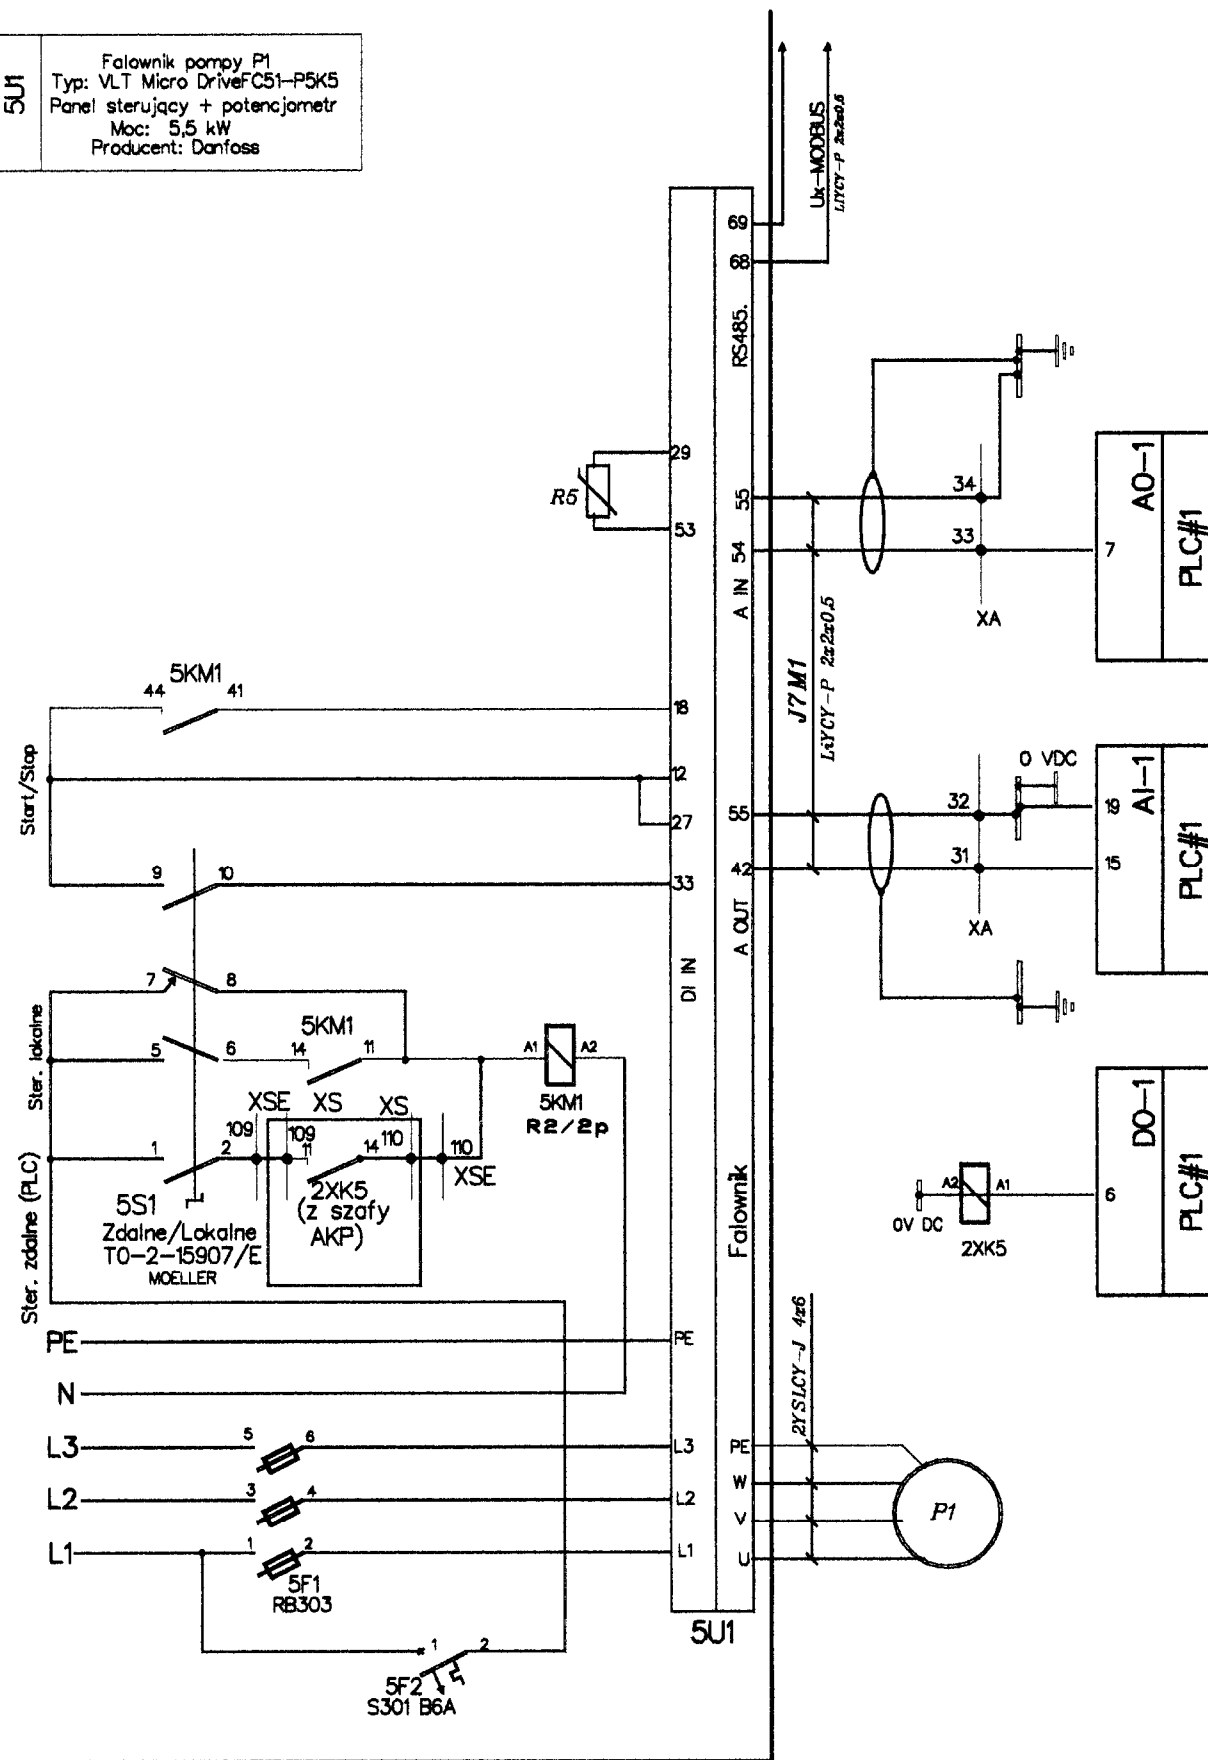 5U1
Falownik pompy P1
Typ: VLT Micro DriveFC51-P5K5
Panel sterujący + potencjometr
Moc: 5,5 kW
Producent: Danfoss
Ux-MODBUS
LIYCY-P 2x2x0,5
69
68
RS485.
29
R5
53
55
34
54
33
A IN
XA
7
AO-1
PLC#1
J7M1
LiYCY-P 2x2x0,5
5KM1
44
41
18
Start/Stop
12
27
0 VDC
55
32
19
AI-1
PLC#1
42
31
15
A OUT
XA
9
10
33
DI IN
7
8
Ster. lokalne
5
6
5KM1
14
11
A1
A2
5KM1
R2/2p
XSE
XS
XS
109
109
1
2
11
14
110
110
XSE
2XK5
(z szafy
AKP)
5S1
Zdalne/Lokalne
T0-2-15907/E
MOELLER
Ster. zdalne (PLC)
Falownik
DO-1
PLC#1
A2
A1
6
0V DC
2XK5
PE
PE
N
2YSLCY-J 4x6
L3
5
6
L3
PE
L2
3
4
L2
W
V
P1
L1
1
2
L1
U
5F1
RB303
5U1
1
2
5F2
S301 B6A